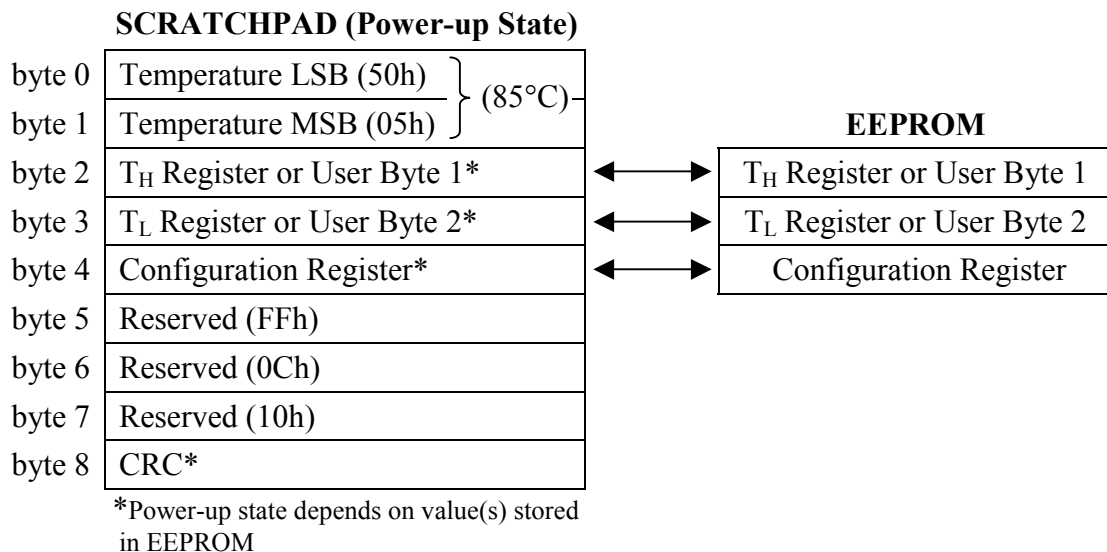 SCRATCHPAD (Power-up State)
byte 0 Temperature LSB (50h)
(85°C)
byte 1 Temperature MSB (05h)
EEPROM
byte 2 TH Register or User Byte 1* TH Register or User Byte 1
byte 3 TL Register or User Byte 2* TL Register or User Byte 2
byte 4 Configuration Register* Configuration Register
byte 5 Reserved (FFh)
byte 6 Reserved (0Ch)
byte 7 Reserved (10h)
byte 8 CRC*
*Power-up state depends on value(s) stored
in EEPROM